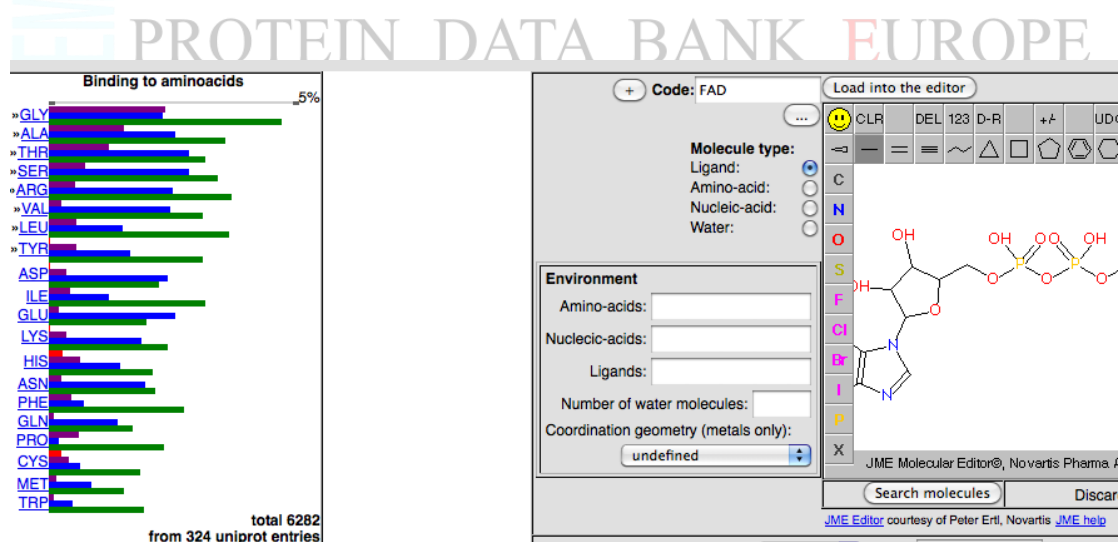 PROTEIN DATA BANK EUROPE
Binding to aminoacids
5%
»GLY
»ALA
»THR
»SER
»ARG
»VAL
»LEU
»TYR
ASP
ILE
GLU
LYS
HIS
ASN
PHE
GLN
PRO
CYS
MET
TRP
total 6282
from 324 uniprot entries
+ Code: FAD
...
Molecule type:
Ligand:
Amino-acid:
Nucleic-acid:
Water:
Environment
Amino-acids:
Nuclecic-acids:
Ligands:
Number of water molecules:
Coordination geometry (metals only):
undefined
Load into the editor
CLR DEL 123 D-R +/-
C
N
O
S
F
Cl
Br
I
P
X
OH OH O O OH
P P
O O O
OH O
N
N
JME Molecular Editor©, Novartis Pharma
Search molecules
JME Editor courtesy of Peter Ertl, Novartis JME help